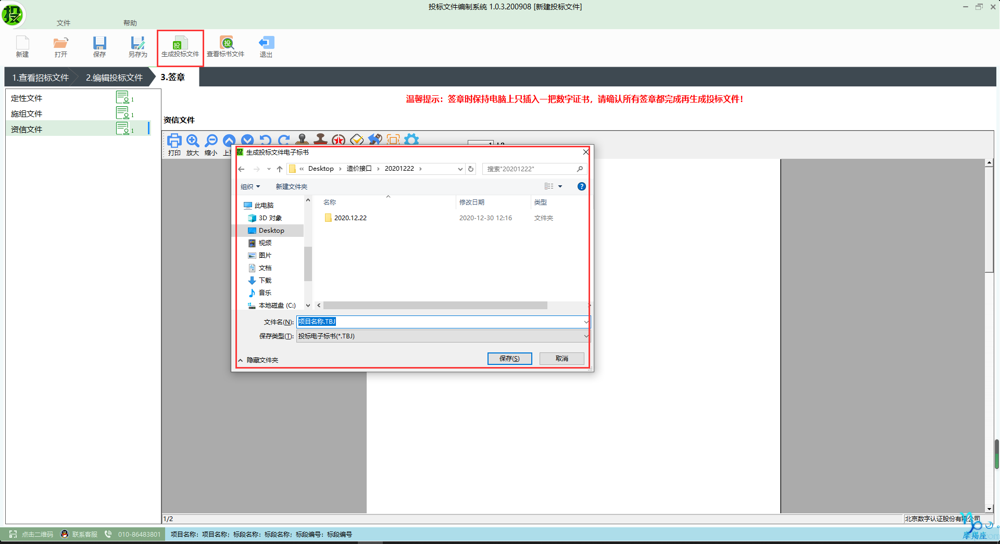 投标文件编制系统 1.0.3.200908 [新建投标文件]
投
文件 帮助
新建 打开 保存 另存为 生成投标文件 查看标书文件 退出
投 投
1.查看招标文件 2.编辑投标文件 3.签章
定性文件 1
施组文件 1
资信文件 1
温馨提示：签章时保持电脑上只插入一把数字证书，请确认所有签章都完成再生成投标文件！
资信文件
打印 放大 缩小
生成投标文件电子标书
« Desktop › 造价接口 › 20201222 ›
搜索"20201222"
组织 新建文件夹
名称 修改日期 类型
2020.12.22 2020-12-30 12:16 文件夹
此电脑
3D 对象
Desktop
视频
图片
文档
下载
音乐
本地磁盘 (C:)
文件名(N): 项目名称.TBJ
保存类型(T): 投标电子标书(*.TBJ)
隐藏文件夹 保存(S) 取消
1/2
北京数字认证股份有限公司
点击二维码 联系客服 010-86483801 项目名称：项目名称；标段名称：标段名称；标段编号：标段编号
摩羯座